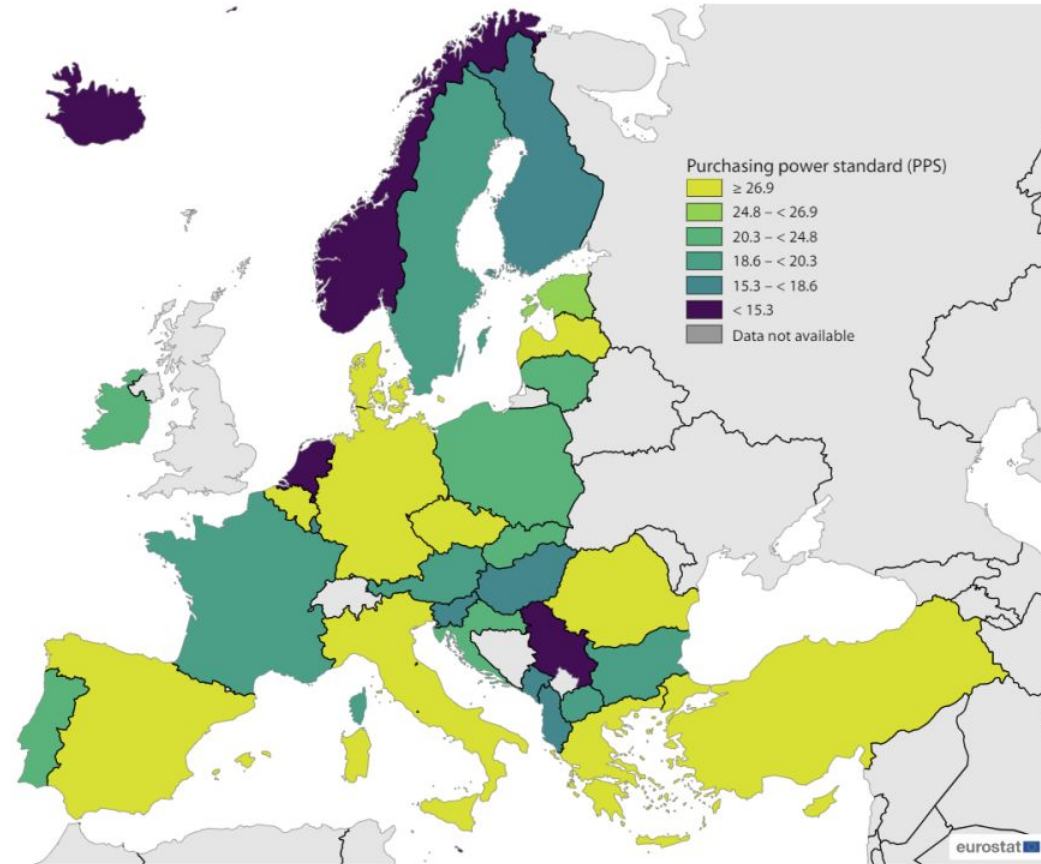 Purchasing power standard (PPS)
≥ 26.9
24.8 – < 26.9
20.3 – < 24.8
18.6 – < 20.3
15.3 – < 18.6
< 15.3
Data not available
eurostat